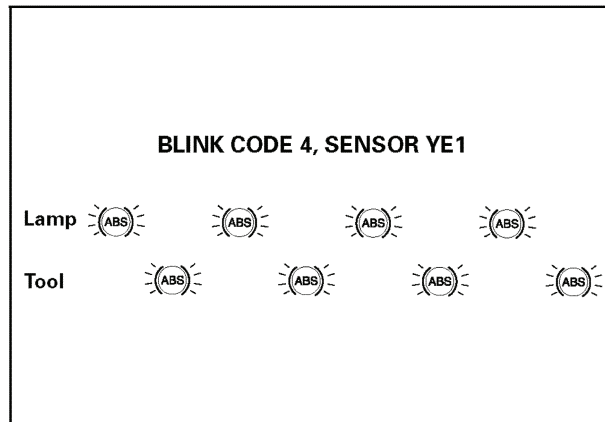 BLINK CODE 4, SENSOR YE1
Lamp ABS ABS ABS ABS
Tool ABS ABS ABS ABS